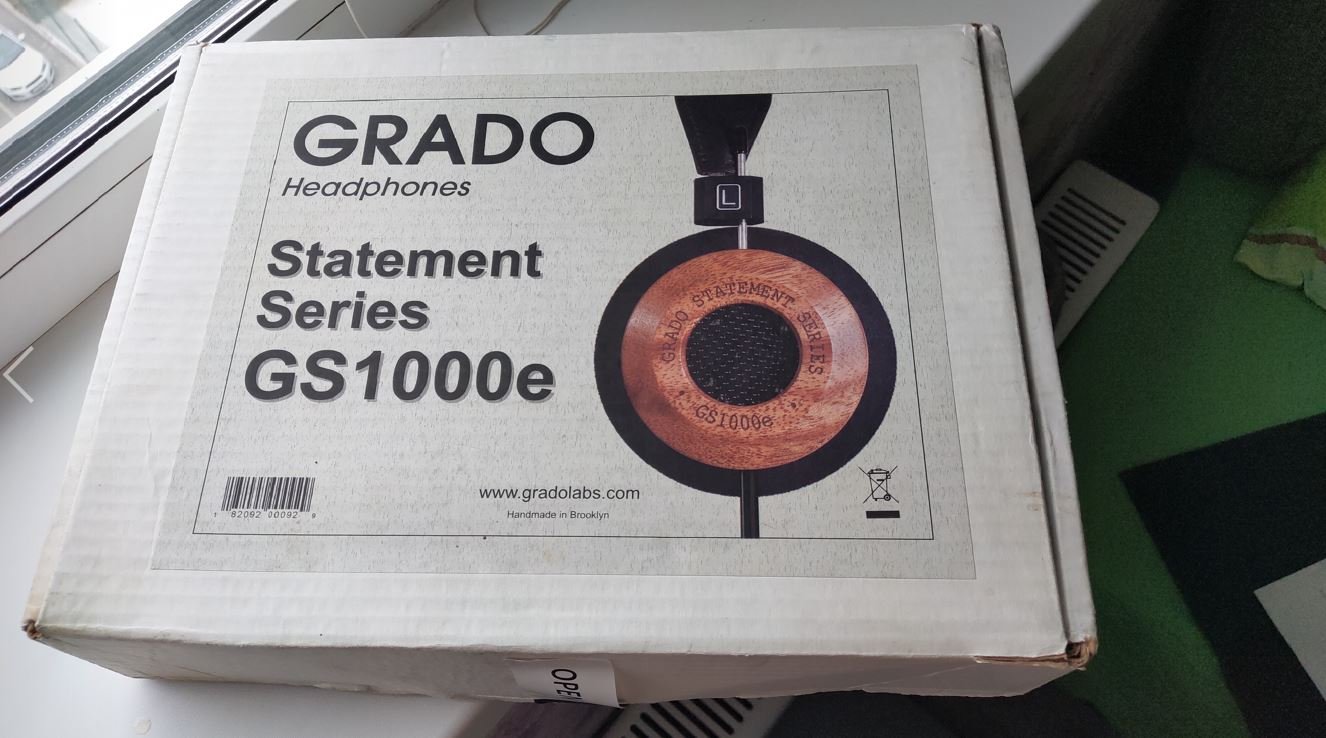 GRADO
Headphones
Statement
Series
GS1000e
L
GRADO STATEMENT SERIES
GS1000e
1 82092 00092 9
www.gradolabs.com
Handmade in Brooklyn